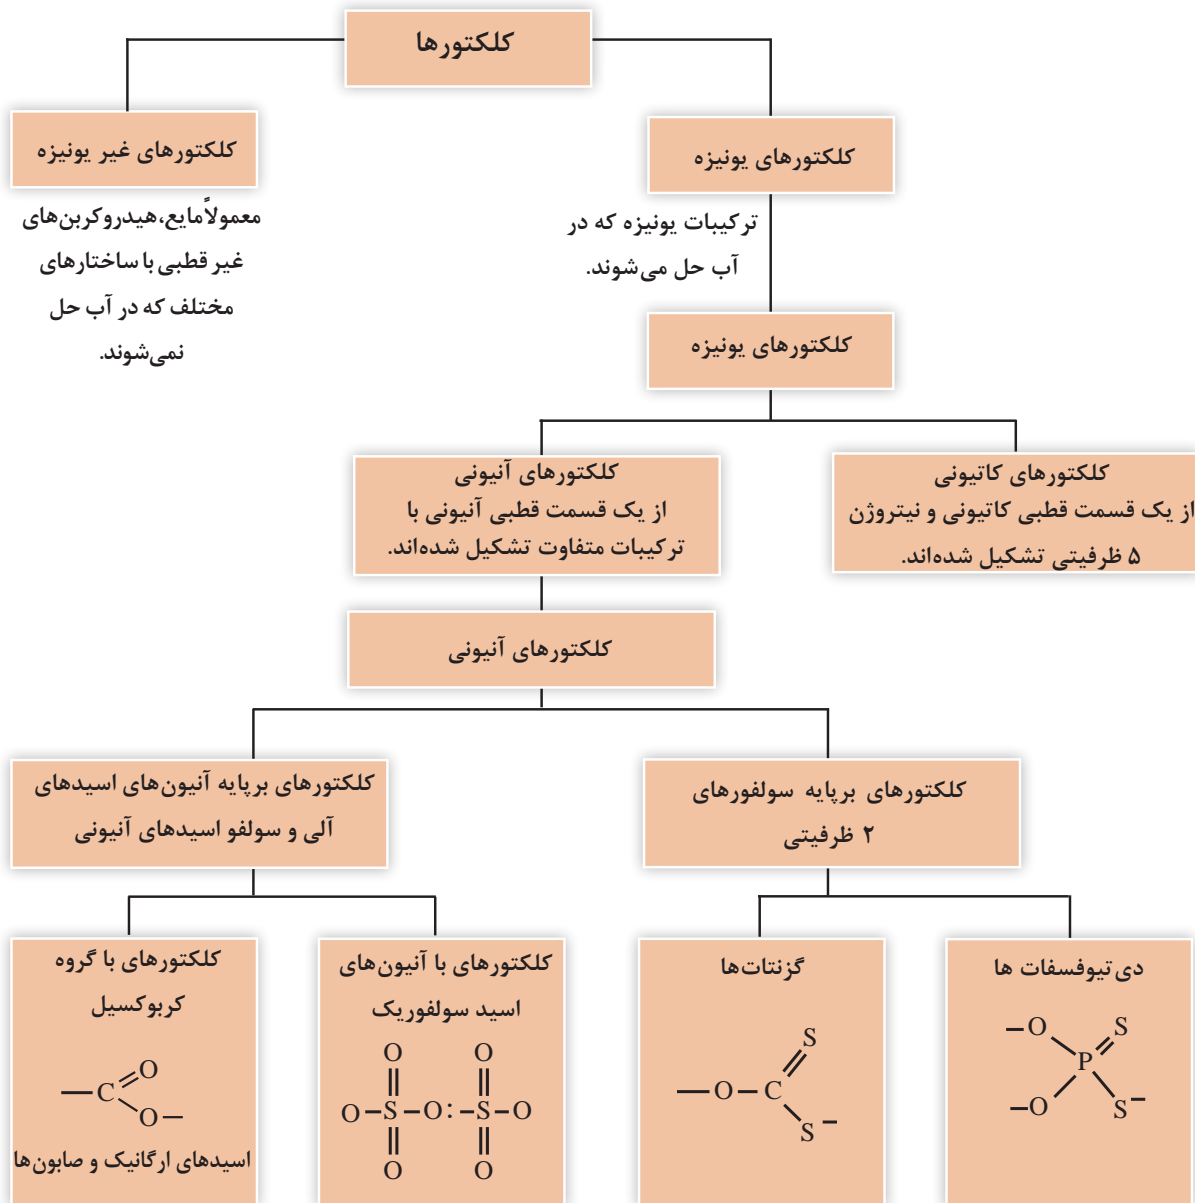 کلکتورها
کلکتورهای یونیزه
کلکتورهای غیر یونیزه
ترکیبات یونیزه که در
آب حل می‌شوند.
معمولاً مایع،هیدروکربن‌های
غیر قطبی با ساختارهای
مختلف که در آب حل
نمی‌شوند.
کلکتورهای یونیزه
کلکتورهای کاتیونی
از یک قسمت قطبی کاتیونی و نیتروژن
۵ ظرفیتی تشکیل شده‌اند.
کلکتورهای آنیونی
از یک قسمت قطبی آنیونی با
ترکیبات متفاوت تشکیل شده‌اند.
کلکتورهای آنیونی
کلکتورهای برپایه سولفورهای
۲ ظرفیتی
کلکتورهای برپایه آنیون‌های اسیدهای
آلی و سولفو اسیدهای آنیونی
دی‌تیوفسفات ها
–O S
P
–O S–
گزنتات‌ها
S
–O–C
S–
کلکتورهای با آنیون‌های
اسید سولفوریک
O O
O–S–O:–S–O
O O
کلکتورهای با گروه
کربوکسیل
–C O
O–
اسیدهای ارگانیک و صابون‌ها